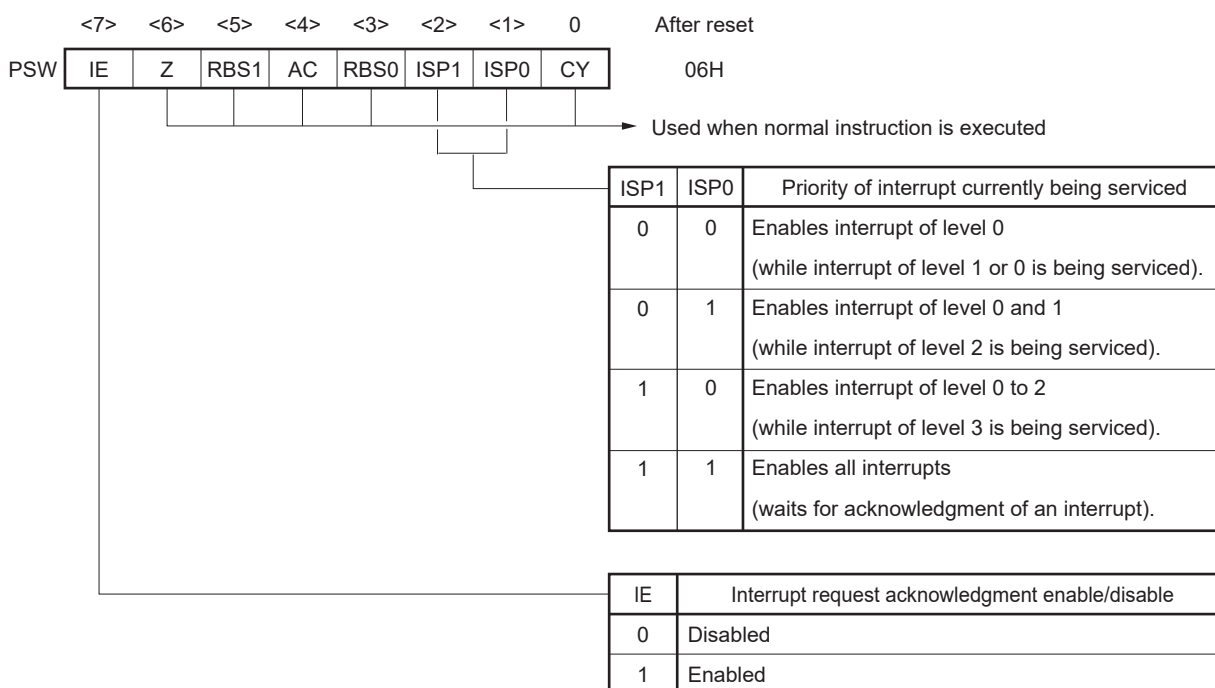 <7> <6> <5> <4> <3> <2> <1> 0 After reset
PSW IE Z RBS1 AC RBS0 ISP1 ISP0 CY 06H
Used when normal instruction is executed
ISP1 ISP0 Priority of interrupt currently being serviced
0 0 Enables interrupt of level 0
(while interrupt of level 1 or 0 is being serviced).
0 1 Enables interrupt of level 0 and 1
(while interrupt of level 2 is being serviced).
1 0 Enables interrupt of level 0 to 2
(while interrupt of level 3 is being serviced).
1 1 Enables all interrupts
(waits for acknowledgment of an interrupt).
IE Interrupt request acknowledgment enable/disable
0 Disabled
1 Enabled